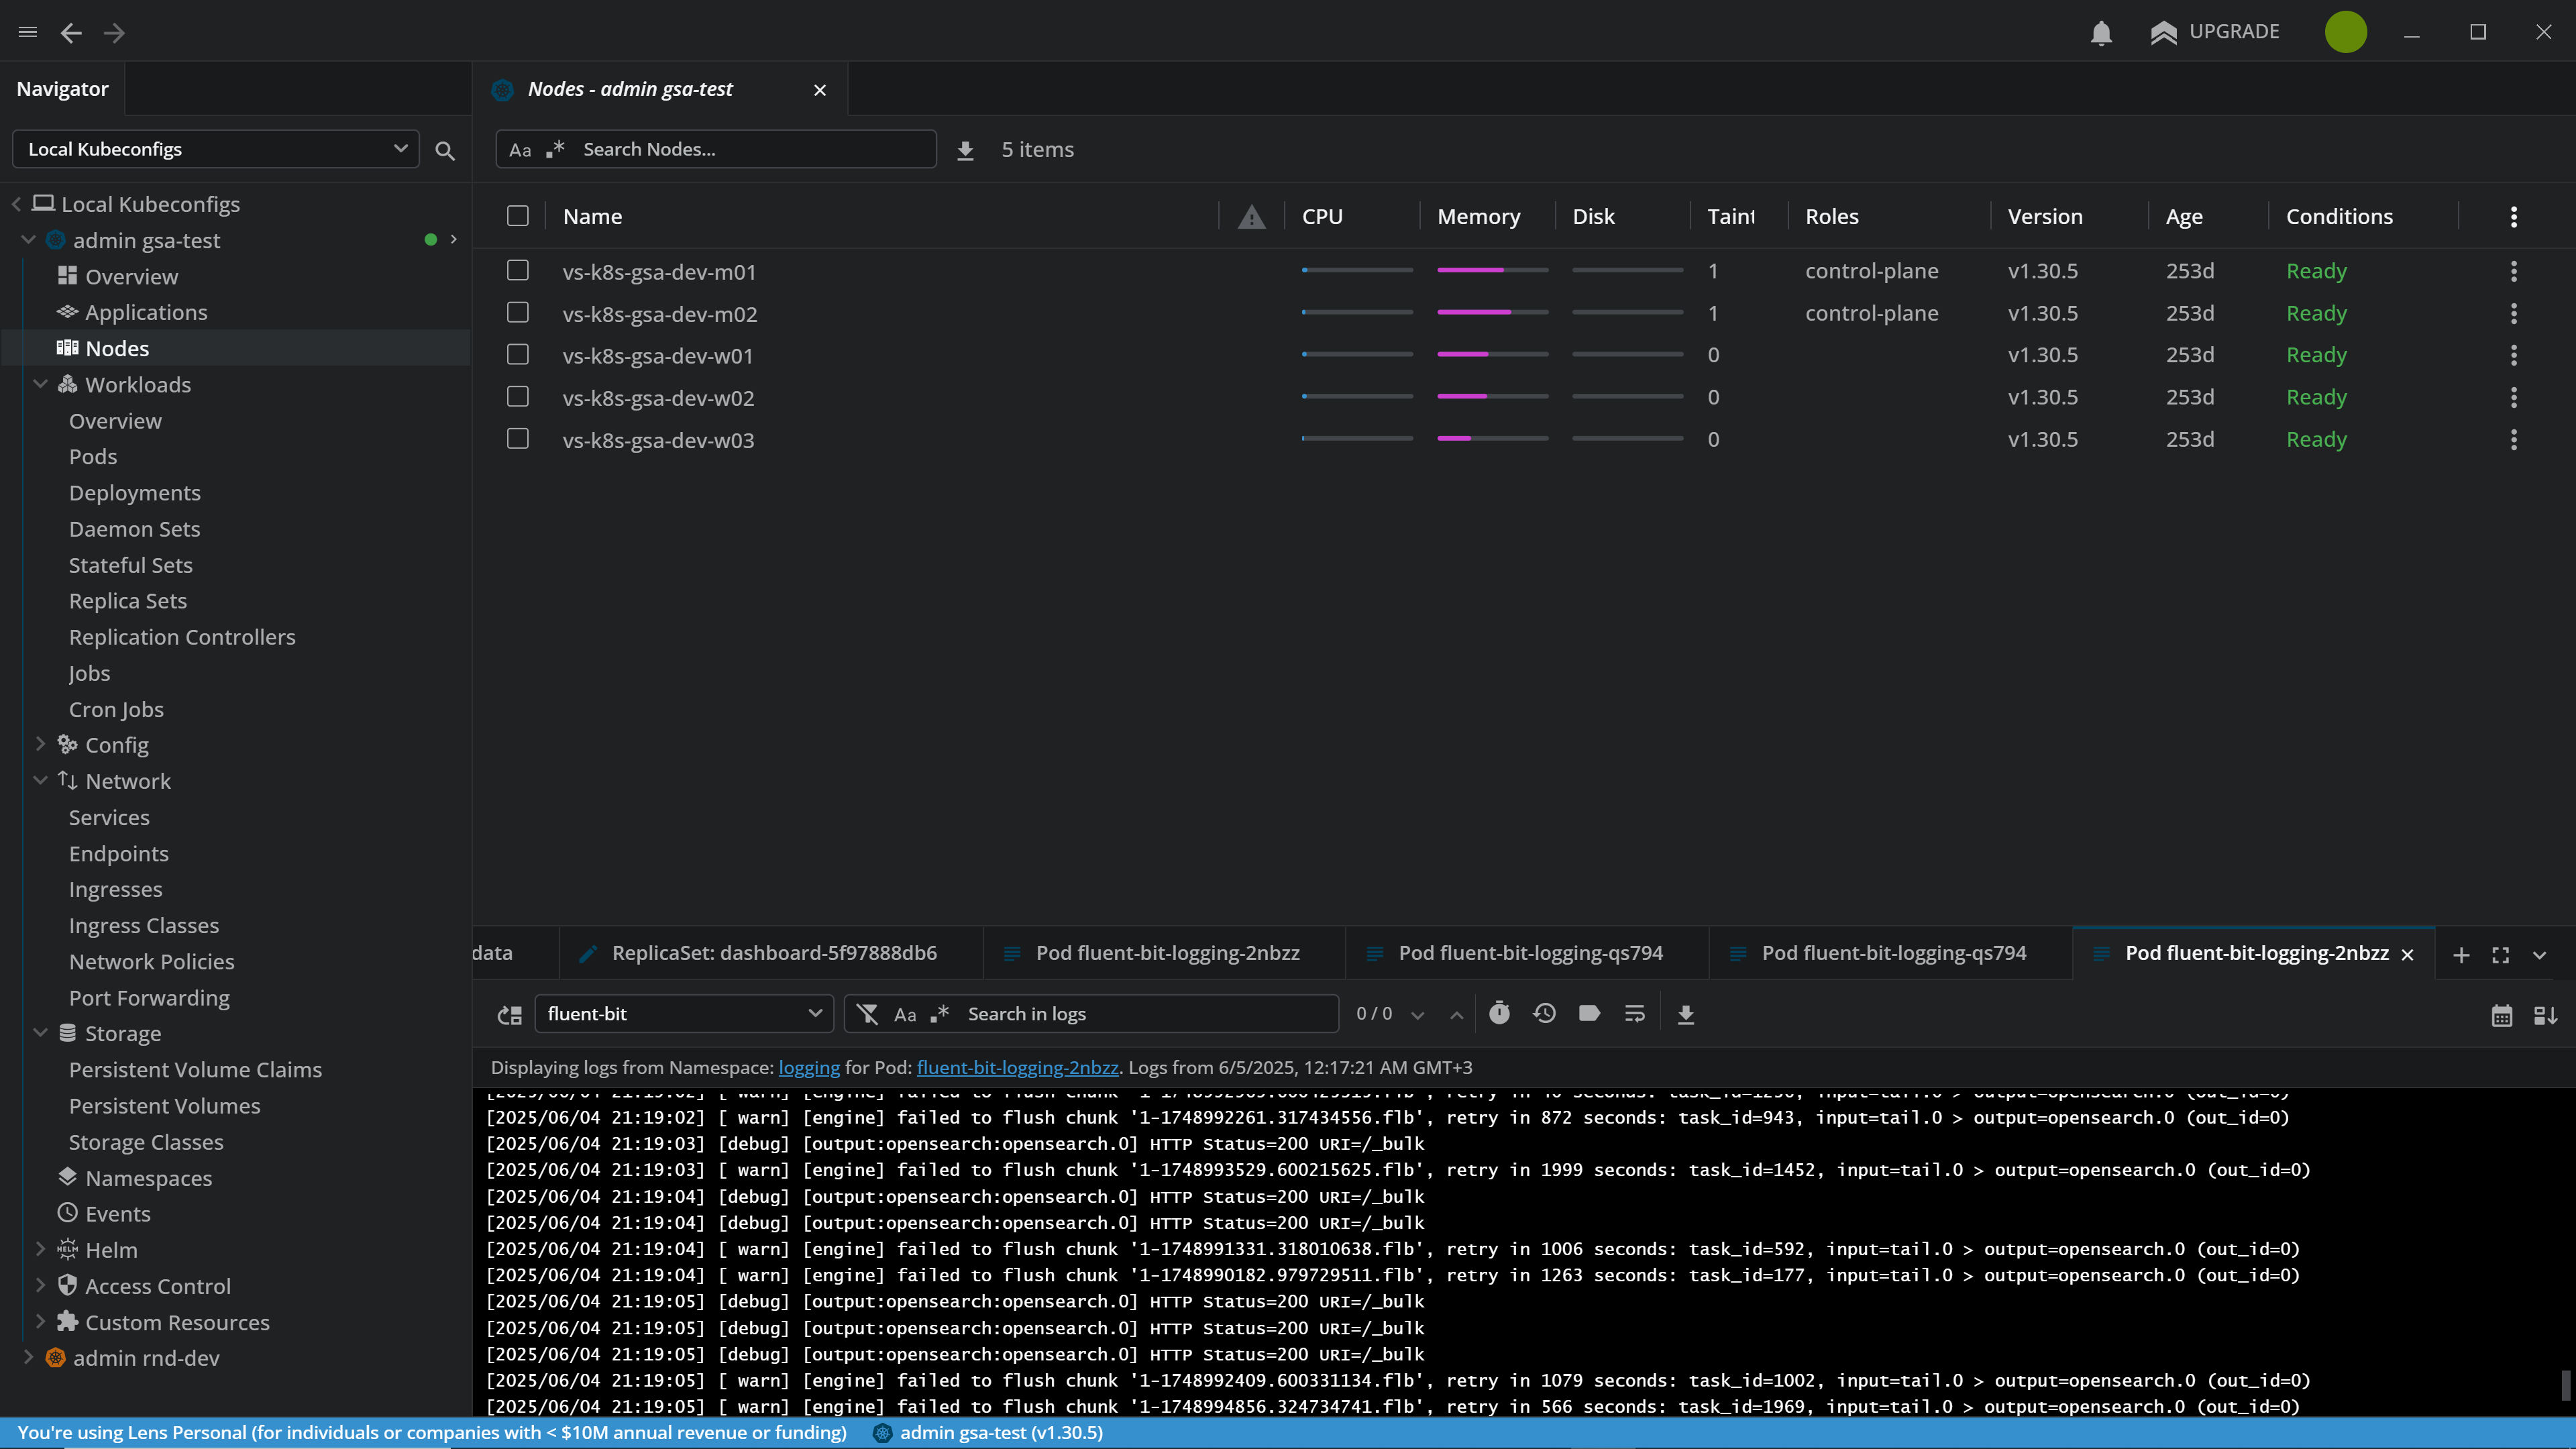 UPGRADE
Navigator
Nodes - admin gsa-test
Local Kubeconfigs
Aa .* Search Nodes...
5 items
Local Kubeconfigs
admin gsa-test
Overview
Applications
Nodes
Workloads
Overview
Pods
Deployments
Daemon Sets
Stateful Sets
Replica Sets
Replication Controllers
Jobs
Cron Jobs
Config
Network
Services
Endpoints
Ingresses
Ingress Classes
Network Policies
Port Forwarding
Storage
Persistent Volume Claims
Persistent Volumes
Storage Classes
Namespaces
Events
HELM Helm
Access Control
Custom Resources
admin rnd-dev
Name CPU Memory Disk Taint Roles Version Age Conditions
vs-k8s-gsa-dev-m01 1 control-plane v1.30.5 253d Ready
vs-k8s-gsa-dev-m02 1 control-plane v1.30.5 253d Ready
vs-k8s-gsa-dev-w01 0 v1.30.5 253d Ready
vs-k8s-gsa-dev-w02 0 v1.30.5 253d Ready
vs-k8s-gsa-dev-w03 0 v1.30.5 253d Ready
data ReplicaSet: dashboard-5f97888db6 Pod fluent-bit-logging-2nbzz Pod fluent-bit-logging-qs794 Pod fluent-bit-logging-qs794 Pod fluent-bit-logging-2nbzz
fluent-bit Aa .* Search in logs 0 / 0
Displaying logs from Namespace: logging for Pod: fluent-bit-logging-2nbzz. Logs from 6/5/2025, 12:17:21 AM GMT+3
[2025/06/04 21:19:02] [ warn] [engine] failed to flush chunk '1-1748992261.317434556.flb', retry in 872 seconds: task_id=943, input=tail.0 > output=opensearch.0 (out_id=0)
[2025/06/04 21:19:03] [debug] [output:opensearch:opensearch.0] HTTP Status=200 URI=/_bulk
[2025/06/04 21:19:03] [ warn] [engine] failed to flush chunk '1-1748993529.600215625.flb', retry in 1999 seconds: task_id=1452, input=tail.0 > output=opensearch.0 (out_id=0)
[2025/06/04 21:19:04] [debug] [output:opensearch:opensearch.0] HTTP Status=200 URI=/_bulk
[2025/06/04 21:19:04] [debug] [output:opensearch:opensearch.0] HTTP Status=200 URI=/_bulk
[2025/06/04 21:19:04] [ warn] [engine] failed to flush chunk '1-1748991331.318010638.flb', retry in 1006 seconds: task_id=592, input=tail.0 > output=opensearch.0 (out_id=0)
[2025/06/04 21:19:04] [ warn] [engine] failed to flush chunk '1-1748990182.979729511.flb', retry in 1263 seconds: task_id=177, input=tail.0 > output=opensearch.0 (out_id=0)
[2025/06/04 21:19:05] [debug] [output:opensearch:opensearch.0] HTTP Status=200 URI=/_bulk
[2025/06/04 21:19:05] [debug] [output:opensearch:opensearch.0] HTTP Status=200 URI=/_bulk
[2025/06/04 21:19:05] [debug] [output:opensearch:opensearch.0] HTTP Status=200 URI=/_bulk
[2025/06/04 21:19:05] [ warn] [engine] failed to flush chunk '1-1748992409.600331134.flb', retry in 1079 seconds: task_id=1002, input=tail.0 > output=opensearch.0 (out_id=0)
[2025/06/04 21:19:05] [ warn] [engine] failed to flush chunk '1-1748994856.324734741.flb', retry in 566 seconds: task_id=1969, input=tail.0 > output=opensearch.0 (out_id=0)
You're using Lens Personal (for individuals or companies with < $10M annual revenue or funding) admin gsa-test (v1.30.5)